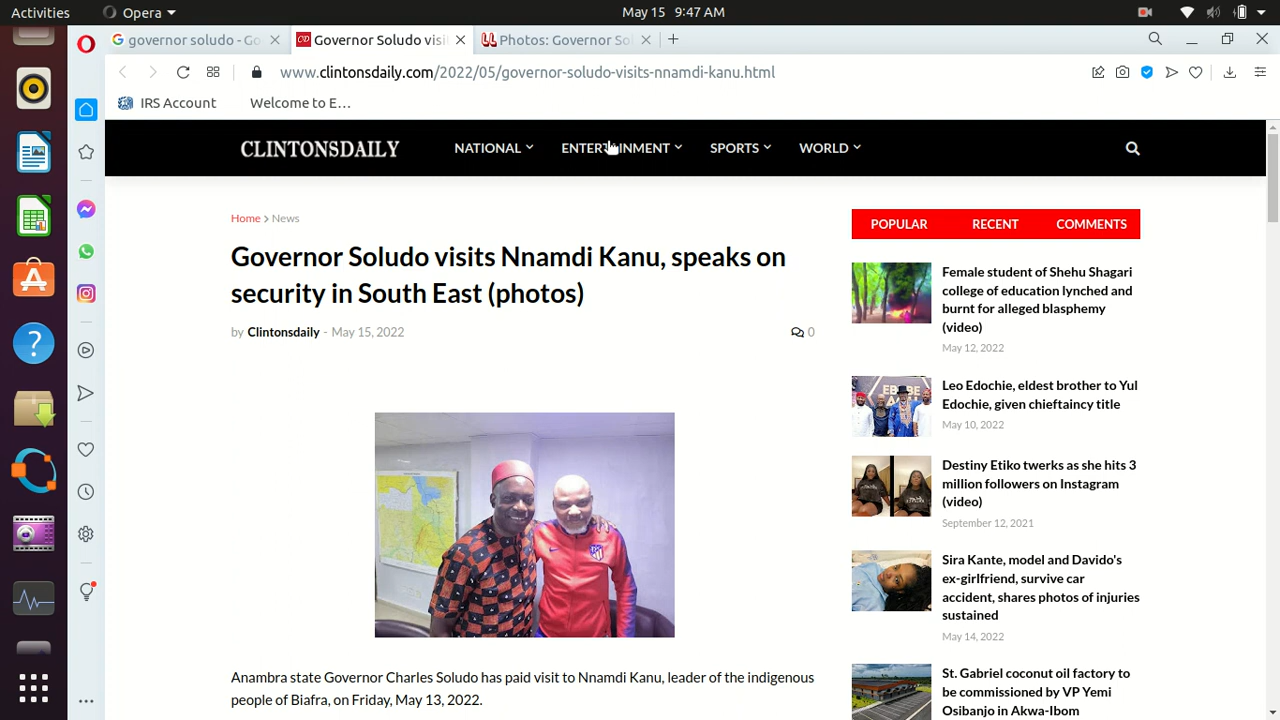 Activities Opera May 15 9:47 AM
governor soludo - Go
Governor Soludo visi
Photos: Governor So
www.clintonsdaily.com/2022/05/governor-soludo-visits-nnamdi-kanu.html
IRS Account Welcome to E…
CLINTONSDAILY NATIONAL ENTERTAINMENT SPORTS WORLD
Home > News
Governor Soludo visits Nnamdi Kanu, speaks on
security in South East (photos)
by Clintonsdaily - May 15, 2022 0
Anambra state Governor Charles Soludo has paid visit to Nnamdi Kanu, leader of the indigenous
people of Biafra, on Friday, May 13, 2022.
POPULAR RECENT COMMENTS
Female student of Shehu Shagari
college of education lynched and
burnt for alleged blasphemy
(video)
May 12, 2022
Leo Edochie, eldest brother to Yul
Edochie, given chieftaincy title
May 10, 2022
Destiny Etiko twerks as she hits 3
million followers on Instagram
(video)
September 12, 2021
Sira Kante, model and Davido's
ex-girlfriend, survive car
accident, shares photos of injuries
sustained
May 14, 2022
St. Gabriel coconut oil factory to
be commissioned by VP Yemi
Osibanjo in Akwa-Ibom